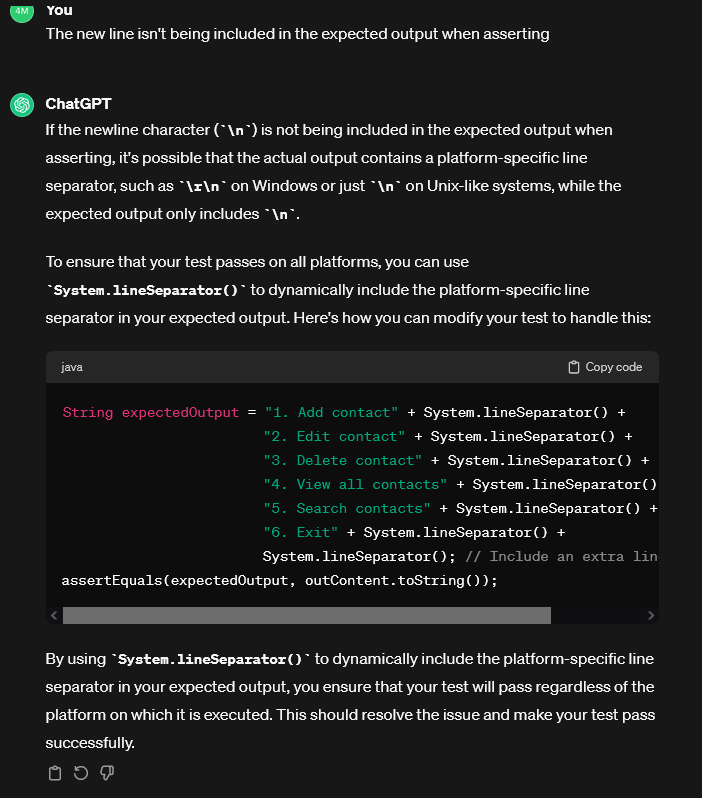 4M
You
The new line isn't being included in the expected output when asserting
ChatGPT
If the newline character (`\n`) is not being included in the expected output when
asserting, it's possible that the actual output contains a platform-specific line
separator, such as `\r\n` on Windows or just `\n` on Unix-like systems, while the
expected output only includes `\n`.
To ensure that your test passes on all platforms, you can use
`System.lineSeparator()` to dynamically include the platform-specific line
separator in your expected output. Here's how you can modify your test to handle this:
java Copy code
String expectedOutput = "1. Add contact" + System.lineSeparator() +
"2. Edit contact" + System.lineSeparator() +
"3. Delete contact" + System.lineSeparator() +
"4. View all contacts" + System.lineSeparator()
"5. Search contacts" + System.lineSeparator() +
"6. Exit" + System.lineSeparator() +
System.lineSeparator(); // Include an extra lin
assertEquals(expectedOutput, outContent.toString());
By using `System.lineSeparator()` to dynamically include the platform-specific line
separator in your expected output, you ensure that your test will pass regardless of the
platform on which it is executed. This should resolve the issue and make your test pass
successfully.